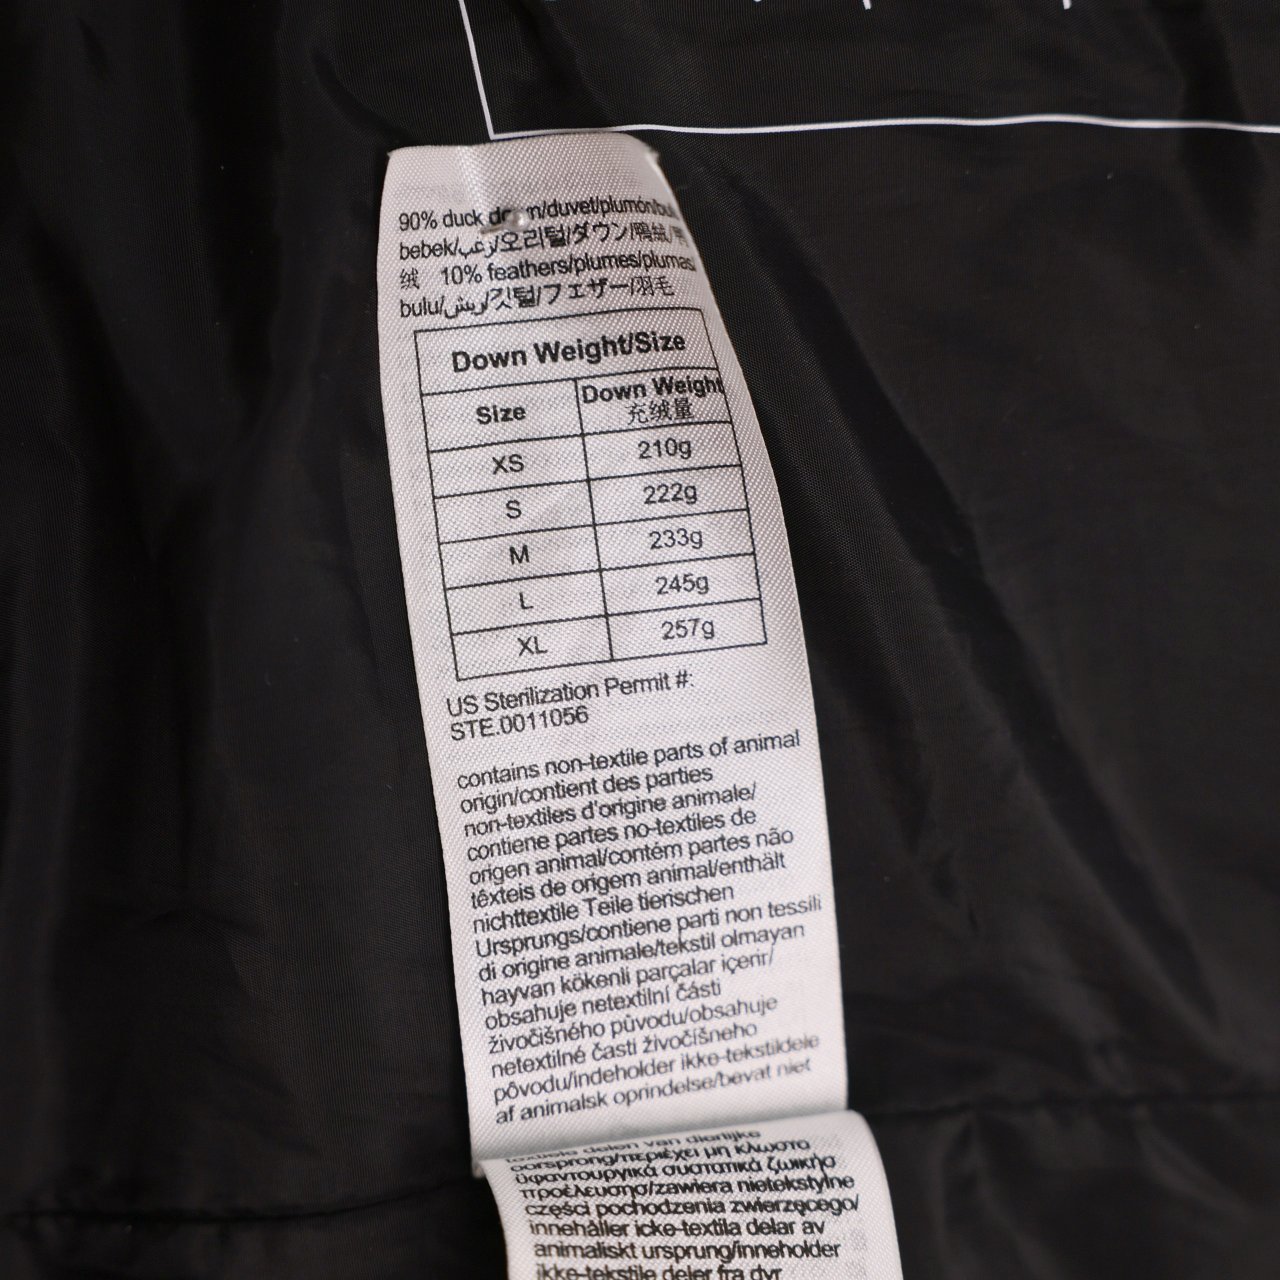 90% duck down/duvet/plumón/bulu
bebek/زغب/오리털/ダウン/鴨絨/鸭
绒 10% feathers/plumes/plumas/
bulu/ريش/깃털/フェザー/羽毛
Down Weight/Size
Size Down Weight
充绒量
XS 210g
S 222g
M 233g
L 245g
XL 257g
US Sterilization Permit #:
STE.0011056
contains non-textile parts of animal
origin/contient des parties
non-textiles d'origine animale/
contiene partes no-textiles de
origen animal/contém partes não
têxteis de origem animal/enthält
nichttextile Teile tierischen
Ursprungs/contiene parti non tessili
di origine animale/tekstil olmayan
hayvan kökenli parçalar içerir/
obsahuje netextilní části
živočišného původu/obsahuje
netextilné časti živočíšneho
pôvodu/indeholder ikke-tekstildele
af animalsk oprindelse/bevat niet
delen van dierlijke
oorsprong/περιέχει μη κλωστο
ϋφαντουργικά συστατικά ζωικής
προέλευσης/zawiera nietekstylne
części pochodzenia zwierzęcego/
innehåller icke-textila delar av
animaliskt ursprung/inneholder
ikke-tekstile deler fra dyr